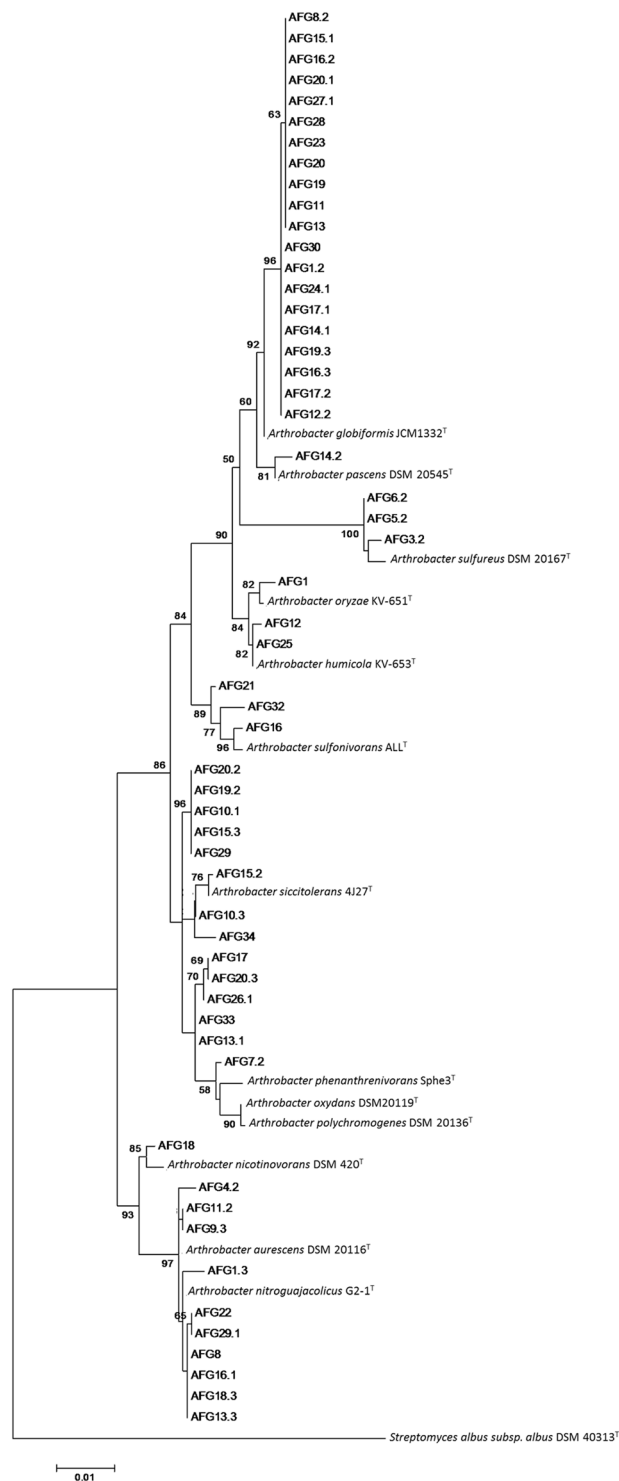 AFG8.2
AFG15.1
AFG16.2
AFG20.1
AFG27.1
63
AFG28
AFG23
AFG20
AFG19
AFG11
AFG13
AFG30
96
AFG1.2
AFG24.1
AFG17.1
AFG14.1
92
AFG19.3
AFG16.3
AFG17.2
60
AFG12.2
Arthrobacter globiformis JCM1332ᵀ
50
AFG14.2
81
Arthrobacter pascens DSM 20545ᵀ
AFG6.2
AFG5.2
90
100
AFG3.2
Arthrobacter sulfureus DSM 20167ᵀ
82
AFG1
Arthrobacter oryzae KV-651ᵀ
84
84
AFG12
82
AFG25
Arthrobacter humicola KV-653ᵀ
AFG21
89
AFG32
77
AFG16
96
Arthrobacter sulfonivorans ALLᵀ
86
AFG20.2
AFG19.2
96
AFG10.1
AFG15.3
AFG29
76
AFG15.2
Arthrobacter siccitolerans 4J27ᵀ
AFG10.3
AFG34
69
AFG17
70
AFG20.3
AFG26.1
AFG33
AFG13.1
AFG7.2
58
Arthrobacter phenanthrenivorans Sphe3ᵀ
Arthrobacter oxydans DSM20119ᵀ
90
Arthrobacter polychromogenes DSM 20136ᵀ
85
AFG18
Arthrobacter nicotinovorans DSM 420ᵀ
93
AFG4.2
AFG11.2
AFG9.3
Arthrobacter aurescens DSM 20116ᵀ
97
AFG1.3
Arthrobacter nitroguajacolicus G2-1ᵀ
65
AFG22
AFG29.1
AFG8
AFG16.1
AFG18.3
AFG13.3
Streptomyces albus subsp. albus DSM 40313ᵀ
0.01